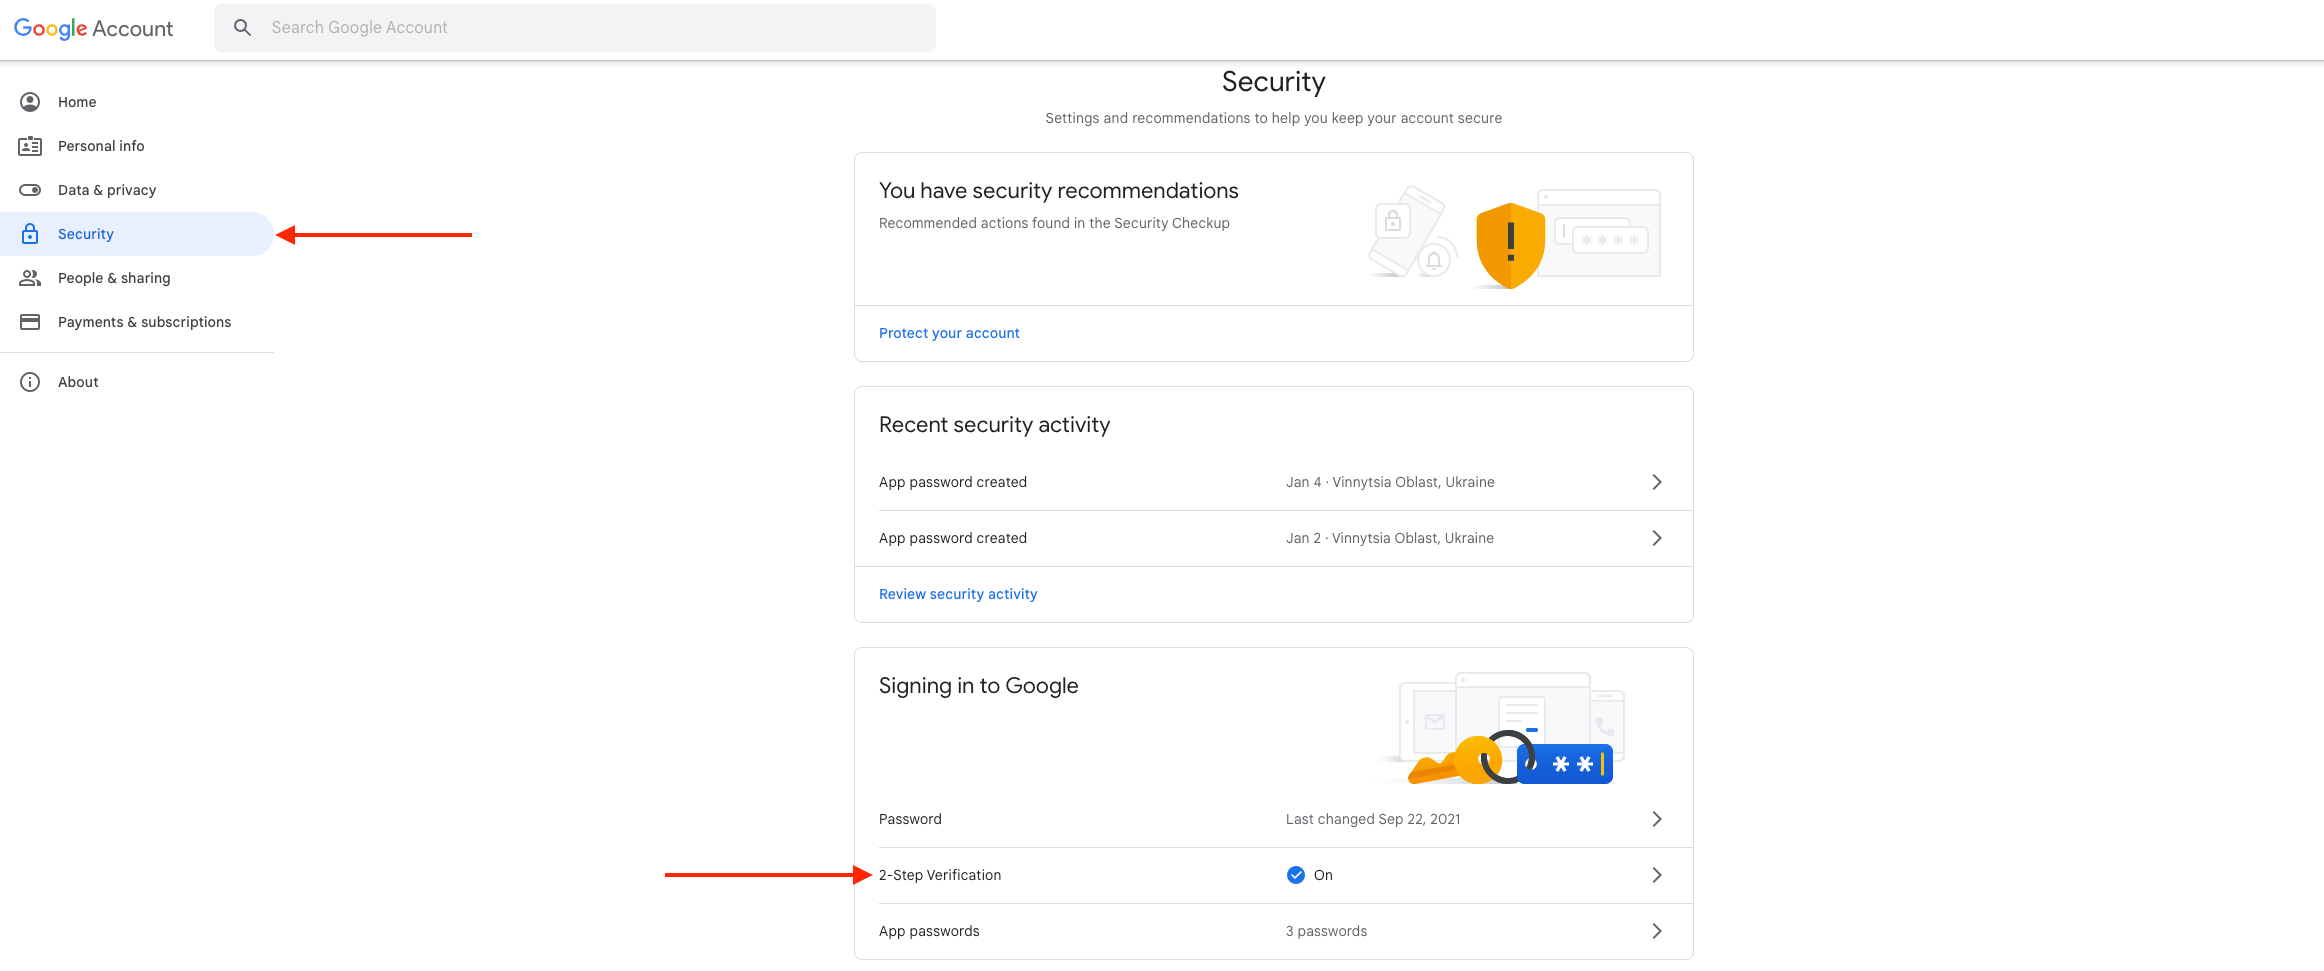 Google Account
Search Google Account
Home
Personal info
Data & privacy
Security
People & sharing
Payments & subscriptions
About
Security
Settings and recommendations to help you keep your account secure
You have security recommendations
Recommended actions found in the Security Checkup
Protect your account
Recent security activity
App password created
Jan 4 · Vinnytsia Oblast, Ukraine
App password created
Jan 2 · Vinnytsia Oblast, Ukraine
Review security activity
Signing in to Google
Password
Last changed Sep 22, 2021
2-Step Verification
On
App passwords
3 passwords